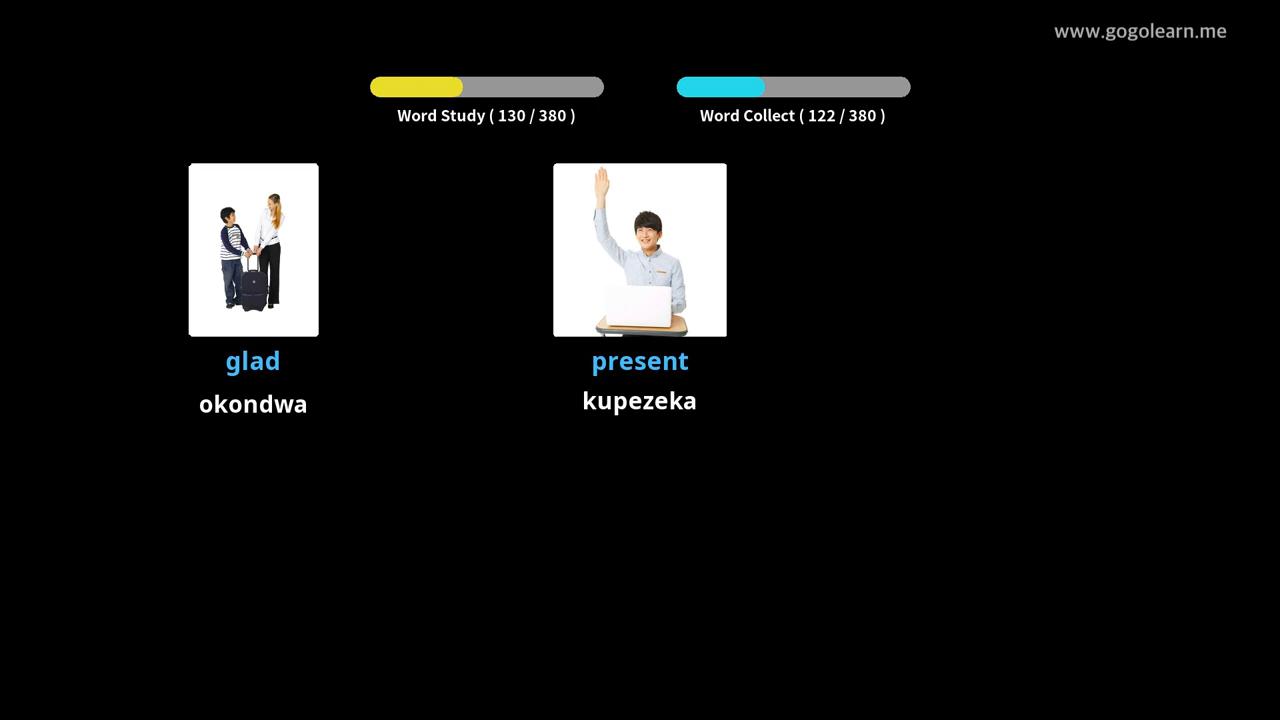 www.gogolearn.me
Word Study ( 130 / 380 )
Word Collect ( 122 / 380 )
glad
present
okondwa
kupezeka